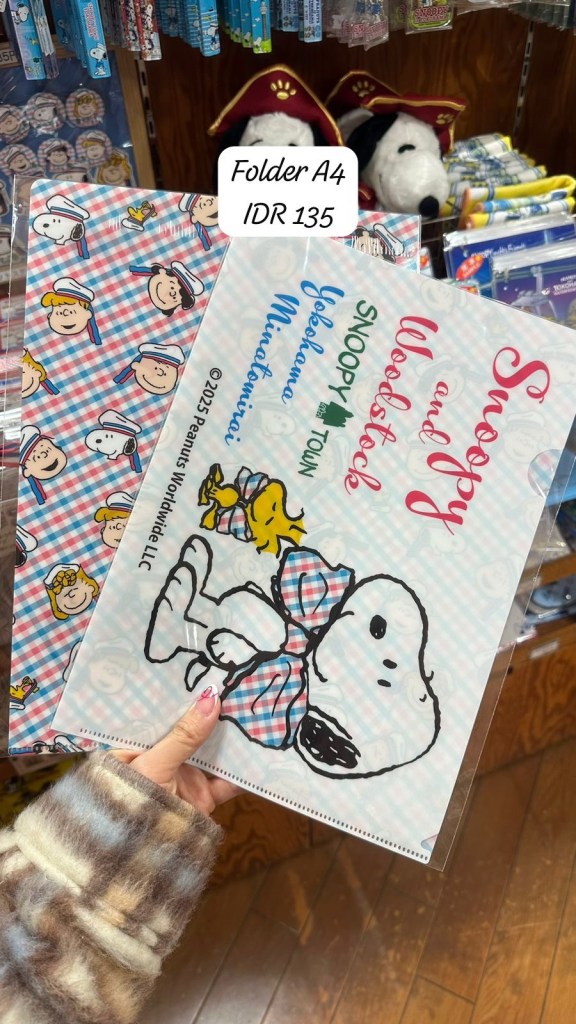 Folder A4
IDR 135
Snoopy
and
Woodstock
SNOOPY TOWN
Yokohama
Minatomirai
© 2025 Peanuts Worldwide LLC